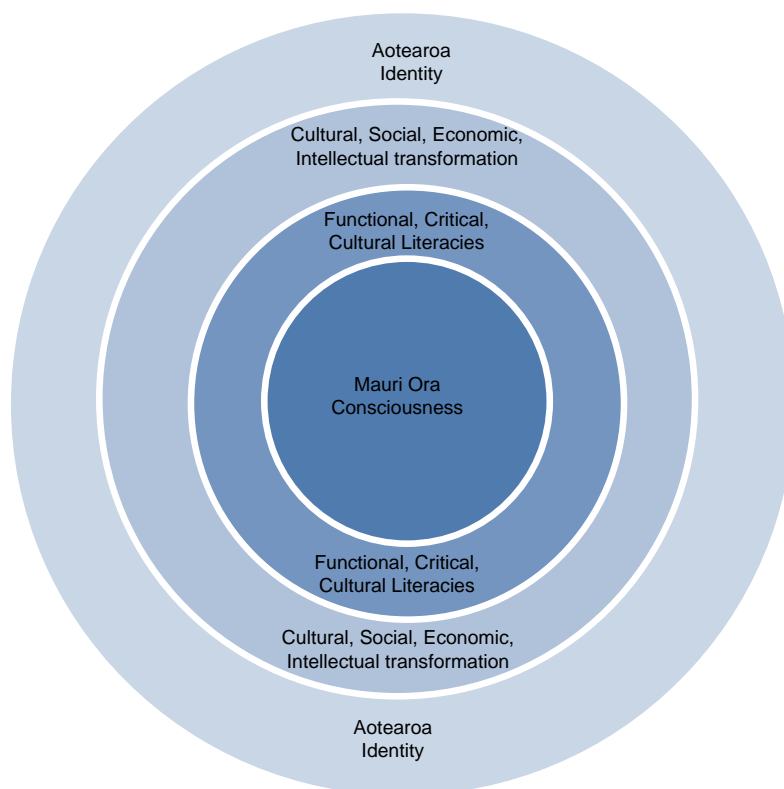 Aotearoa
Identity
Cultural, Social, Economic,
Intellectual transformation
Functional, Critical,
Cultural Literacies
Mauri Ora
Consciousness
Functional, Critical,
Cultural Literacies
Cultural, Social, Economic,
Intellectual transformation
Aotearoa
Identity